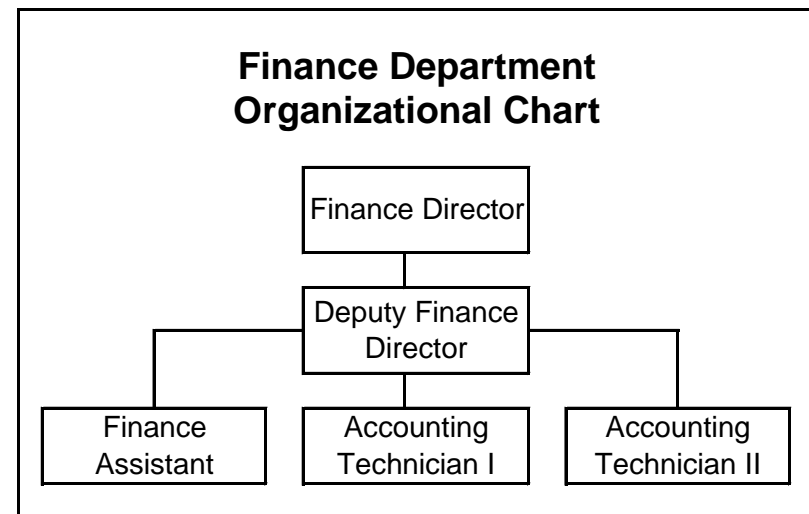 Finance Department
Organizational Chart
Finance Director
Deputy Finance
Director
Finance
Assistant
Accounting
Technician I
Accounting
Technician II